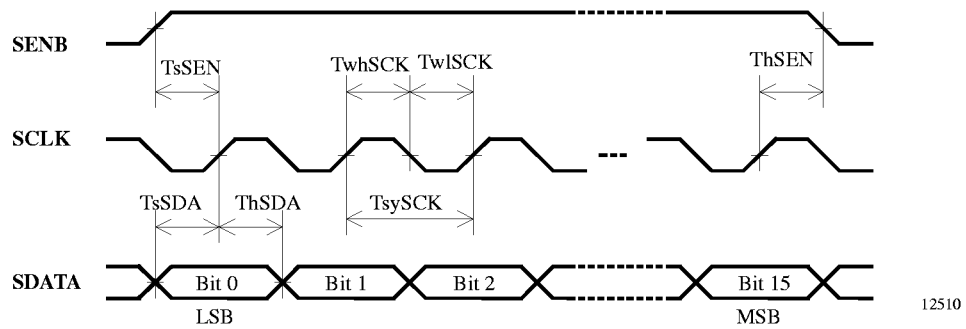 SENB
TsSEN TwhSCK TwlSCK ThSEN
SCLK
TsSDA ThSDA TsySCK
SDATA Bit 0 Bit 1 Bit 2 Bit 15
LSB MSB 12510